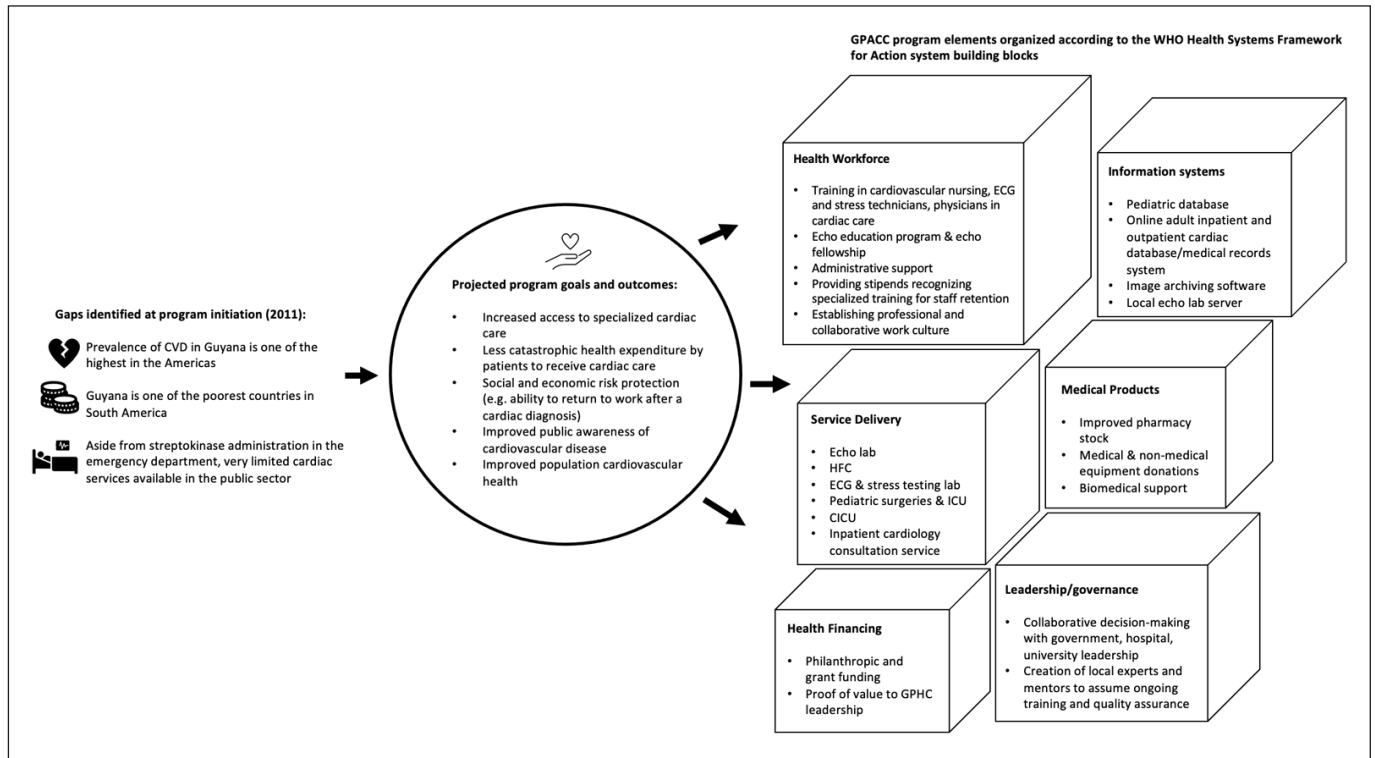 GPACC program elements organized according to the WHO Health Systems Framework
for Action system building blocks
Gaps identified at program initiation (2011):
Prevalence of CVD in Guyana is one of the
highest in the Americas
Guyana is one of the poorest countries in
South America
Aside from streptokinase administration in the
emergency department, very limited cardiac
services available in the public sector
Projected program goals and outcomes:
• Increased access to specialized cardiac
care
• Less catastrophic health expenditure by
patients to receive cardiac care
• Social and economic risk protection
(e.g. ability to return to work after a
cardiac diagnosis)
• Improved public awareness of
cardiovascular disease
• Improved population cardiovascular
health
Health Workforce
• Training in cardiovascular nursing, ECG
and stress technicians, physicians in
cardiac care
• Echo education program & echo
fellowship
• Administrative support
• Providing stipends recognizing
specialized training for staff retention
• Establishing professional and
collaborative work culture
Information systems
• Pediatric database
• Online adult inpatient and
outpatient cardiac
database/medical records
system
• Image archiving software
• Local echo lab server
Service Delivery
• Echo lab
• HFC
• ECG & stress testing lab
• Pediatric surgeries & ICU
• CICU
• Inpatient cardiology
consultation service
Medical Products
• Improved pharmacy
stock
• Medical & non-medical
equipment donations
• Biomedical support
Health Financing
• Philanthropic and
grant funding
• Proof of value to GPHC
leadership
Leadership/governance
• Collaborative decision-making
with government, hospital,
university leadership
• Creation of local experts and
mentors to assume ongoing
training and quality assurance